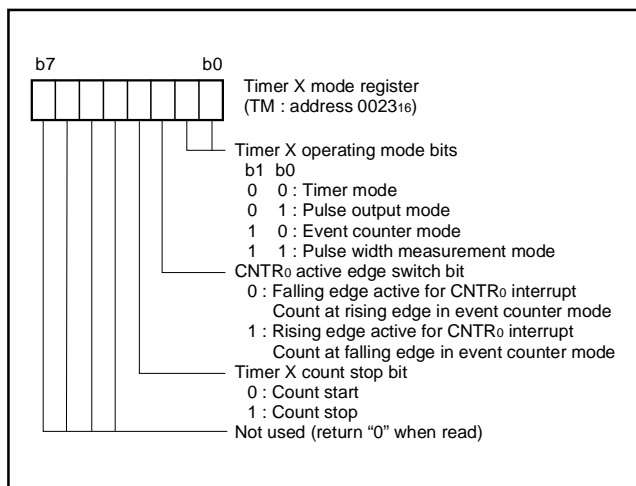 b7 b0
Timer X mode register
(TM : address 0023₁₆)
Timer X operating mode bits
b1 b0
0 0 : Timer mode
0 1 : Pulse output mode
1 0 : Event counter mode
1 1 : Pulse width measurement mode
CNTR₀ active edge switch bit
0 : Falling edge active for CNTR₀ interrupt
Count at rising edge in event counter mode
1 : Rising edge active for CNTR₀ interrupt
Count at falling edge in event counter mode
Timer X count stop bit
0 : Count start
1 : Count stop
Not used (return “0” when read)